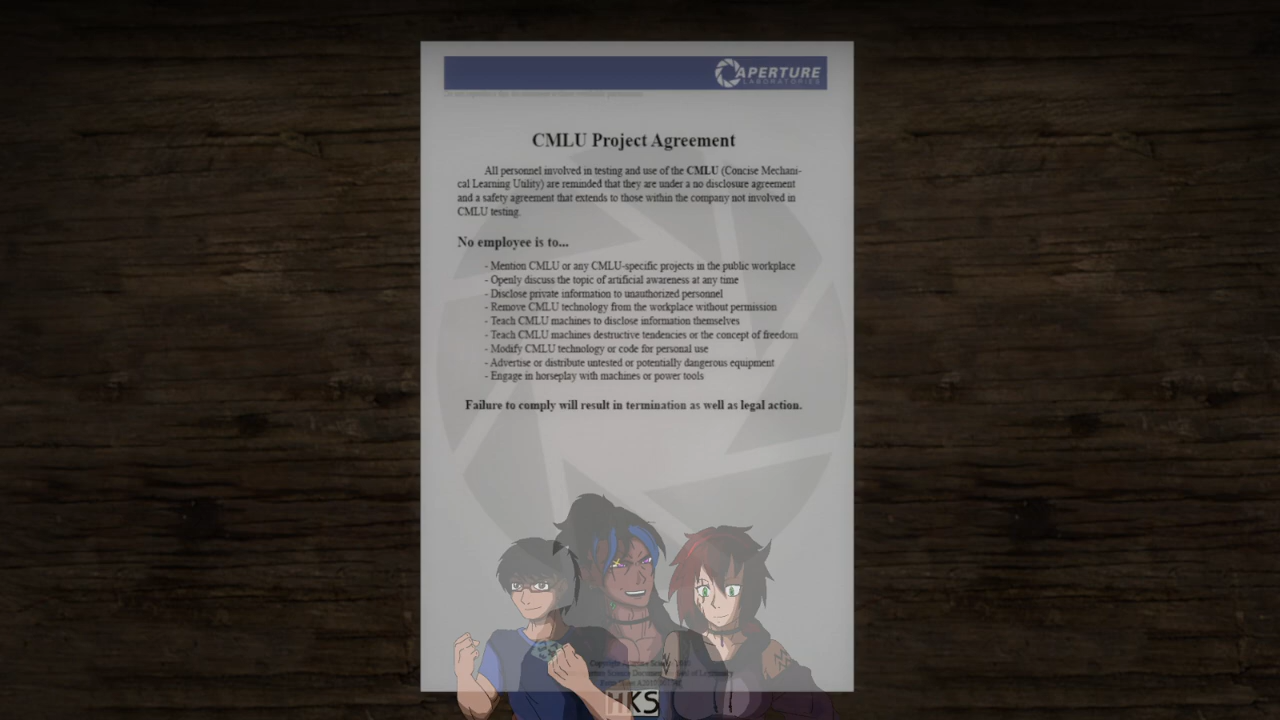 APERTURE
LABORATORIES
CMLU Project Agreement
All personnel involved in testing and use of the CMLU (Concise Mechani-
cal Learning Utility) are reminded that they are under a no disclosure agreement
and a safety agreement that extends to those within the company not involved in
CMLU testing.
No employee is to...
- Mention CMLU or any CMLU-specific projects in the public workplace
- Openly discuss the topic of artificial awareness at any time
- Disclose private information to unauthorized personnel
- Remove CMLU technology from the workplace without permission
- Teach CMLU machines to disclose information themselves
- Teach CMLU machines destructive tendencies or the concept of freedom
- Modify CMLU technology or code for personal use
- Advertise or distribute untested or potentially dangerous equipment
- Engage in horseplay with machines or power tools
Failure to comply will result in termination as well as legal action.
Copyright
Science
HKS